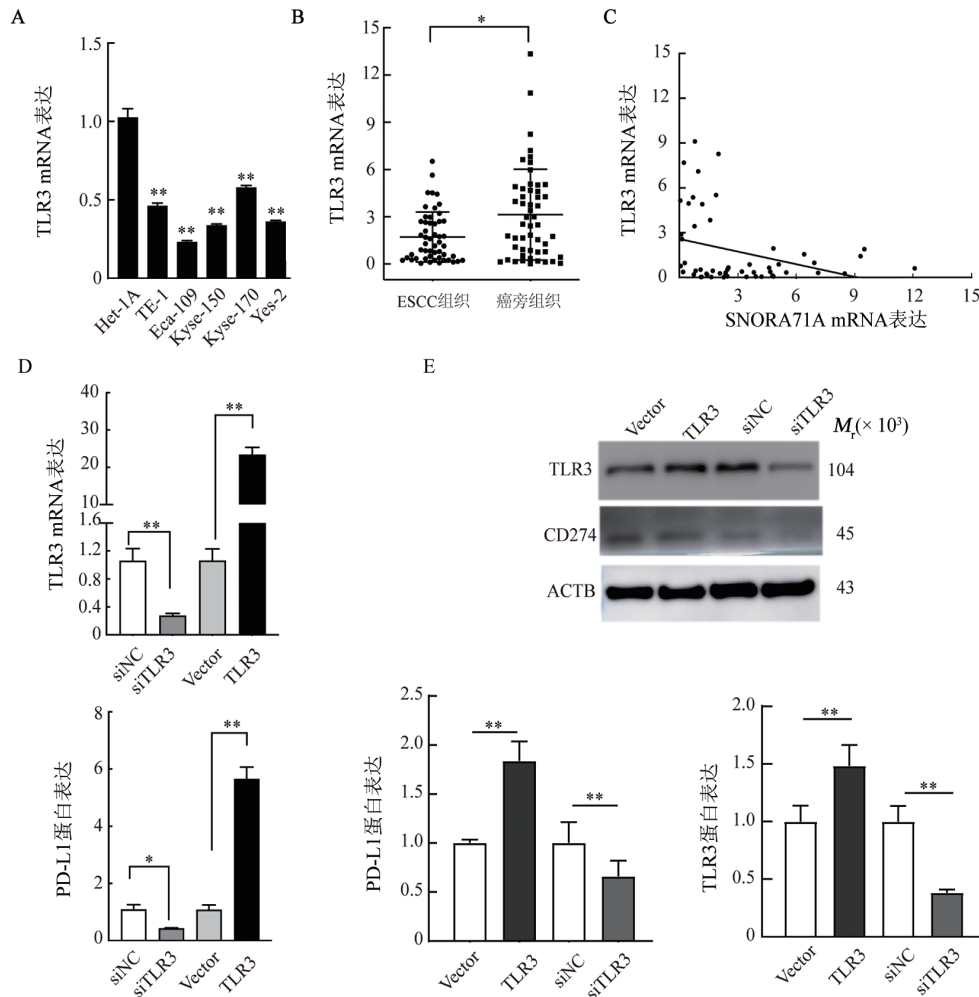 A
TLR3 mRNA表达
1.5
1.0
0.5
0
**
**
**
**
**
Het-1A
TE-1
Eca-109
Kyse-150
Kyse-170
Yes-2
B
TLR3 mRNA表达
15
12
9
6
3
0
*
ESCC组织
癌旁组织
C
TLR3 mRNA表达
15
12
9
6
3
0
3
6
9
12
15
SNORA71A mRNA表达
D
TLR3 mRNA表达
40
30
20
10
1.6
1.2
0.8
0.4
0
**
**
siNC
siTLR3
Vector
TLR3
PD-L1蛋白表达
8
6
4
2
1
0
*
**
siNC
siTLR3
Vector
TLR3
E
Vector
TLR3
siNC
siTLR3
Mr(× 10³)
TLR3
104
CD274
45
ACTB
43
PD-L1蛋白表达
2.5
2.0
1.5
1.0
0.5
0
**
**
Vector
TLR3
siNC
siTLR3
TLR3蛋白表达
2.0
1.5
1.0
0.5
0
**
**
Vector
TLR3
siNC
siTLR3